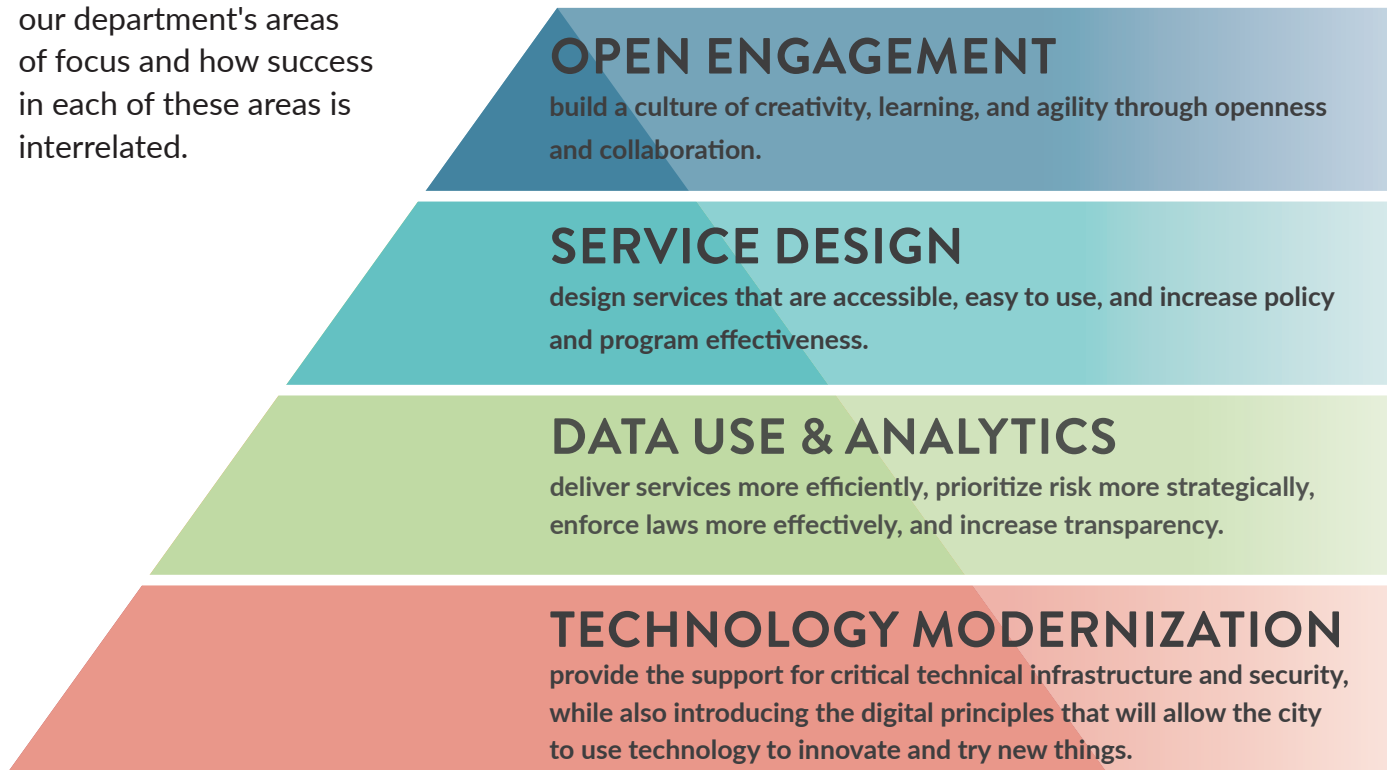 our department's areas
of focus and how success
in each of these areas is
interrelated.
OPEN ENGAGEMENT
build a culture of creativity, learning, and agility through openness
and collaboration.
SERVICE DESIGN
design services that are accessible, easy to use, and increase policy
and program effectiveness.
DATA USE & ANALYTICS
deliver services more efficiently, prioritize risk more strategically,
enforce laws more effectively, and increase transparency.
TECHNOLOGY MODERNIZATION
provide the support for critical technical infrastructure and security,
while also introducing the digital principles that will allow the city
to use technology to innovate and try new things.